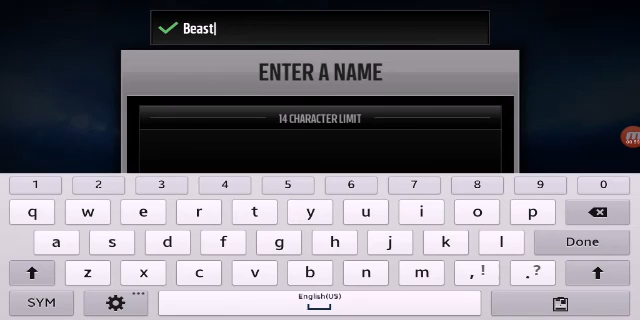 Beast
ENTER A NAME
14 CHARACTER LIMIT
1 2 3 4 5 6 7 8 9 0
q w e r t y u i o p
a s d f g h j k l Done
z x c v b n m , ! . ?
SYM English(US)